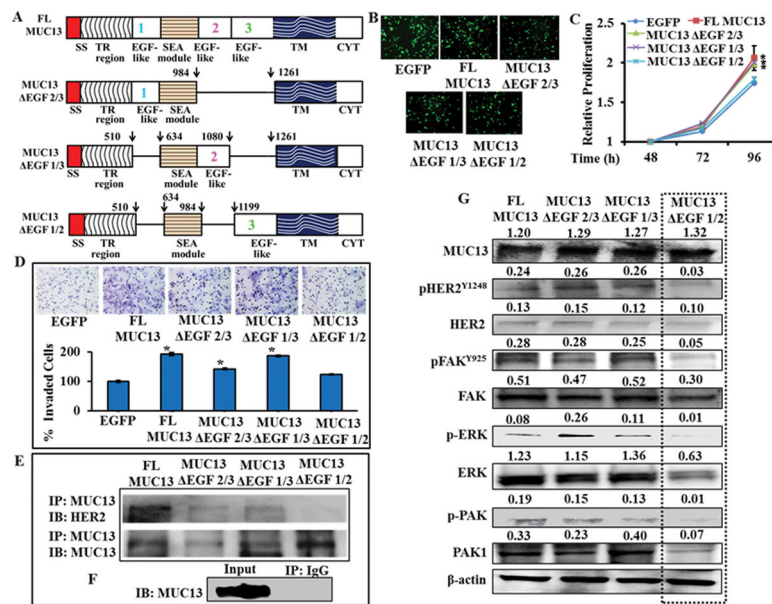 A
FL
MUC13
1
2
3
SS
TR
region
EGF-
like
SEA
module
EGF-
like
EGF-
like
TM
CYT
MUC13
ΔEGF 2/3
984
1261
1
SS
TR
region
EGF-
like
SEA
module
TM
CYT
MUC13
ΔEGF 1/3
510
634
1080
1261
2
SS
TR
region
SEA
module
EGF-
like
TM
CYT
MUC13
ΔEGF 1/2
510
634
984
1199
3
SS
TR
region
SEA
module
EGF-
like
TM
CYT
B
EGFP
FL
MUC13
MUC13
ΔEGF 2/3
MUC13
ΔEGF 1/3
MUC13
ΔEGF 1/2
C
EGFP
FL MUC13
MUC13 ΔEGF 2/3
MUC13 ΔEGF 1/3
MUC13 ΔEGF 1/2
Relative Proliferation
2.5
2
1.5
1
***
Time (h)
48
72
96
D
EGFP
FL
MUC13
MUC13
ΔEGF 2/3
MUC13
ΔEGF 1/3
MUC13
ΔEGF 1/2
% Invaded Cells
200
100
0
*
*
*
EGFP
FL
MUC13
MUC13
ΔEGF 2/3
MUC13
ΔEGF 1/3
MUC13
ΔEGF 1/2
E
FL
MUC13
MUC13
ΔEGF 2/3
MUC13
ΔEGF 1/3
MUC13
ΔEGF 1/2
IP: MUC13
IB: HER2
IP: MUC13
IB: MUC13
F
Input
IP: IgG
IB: MUC13
G
FL
MUC13
MUC13
ΔEGF 2/3
MUC13
ΔEGF 1/3
MUC13
ΔEGF 1/2
1.20 1.29 1.27 1.32
MUC13
0.24 0.26 0.26 0.03
pHER2Y1248
0.13 0.15 0.12 0.10
HER2
0.28 0.28 0.25 0.05
pFAKY925
0.51 0.47 0.52 0.30
FAK
0.08 0.26 0.11 0.01
p-ERK
1.23 1.15 1.36 0.63
ERK
0.19 0.15 0.13 0.01
p-PAK
0.33 0.23 0.40 0.07
PAK1
β-actin